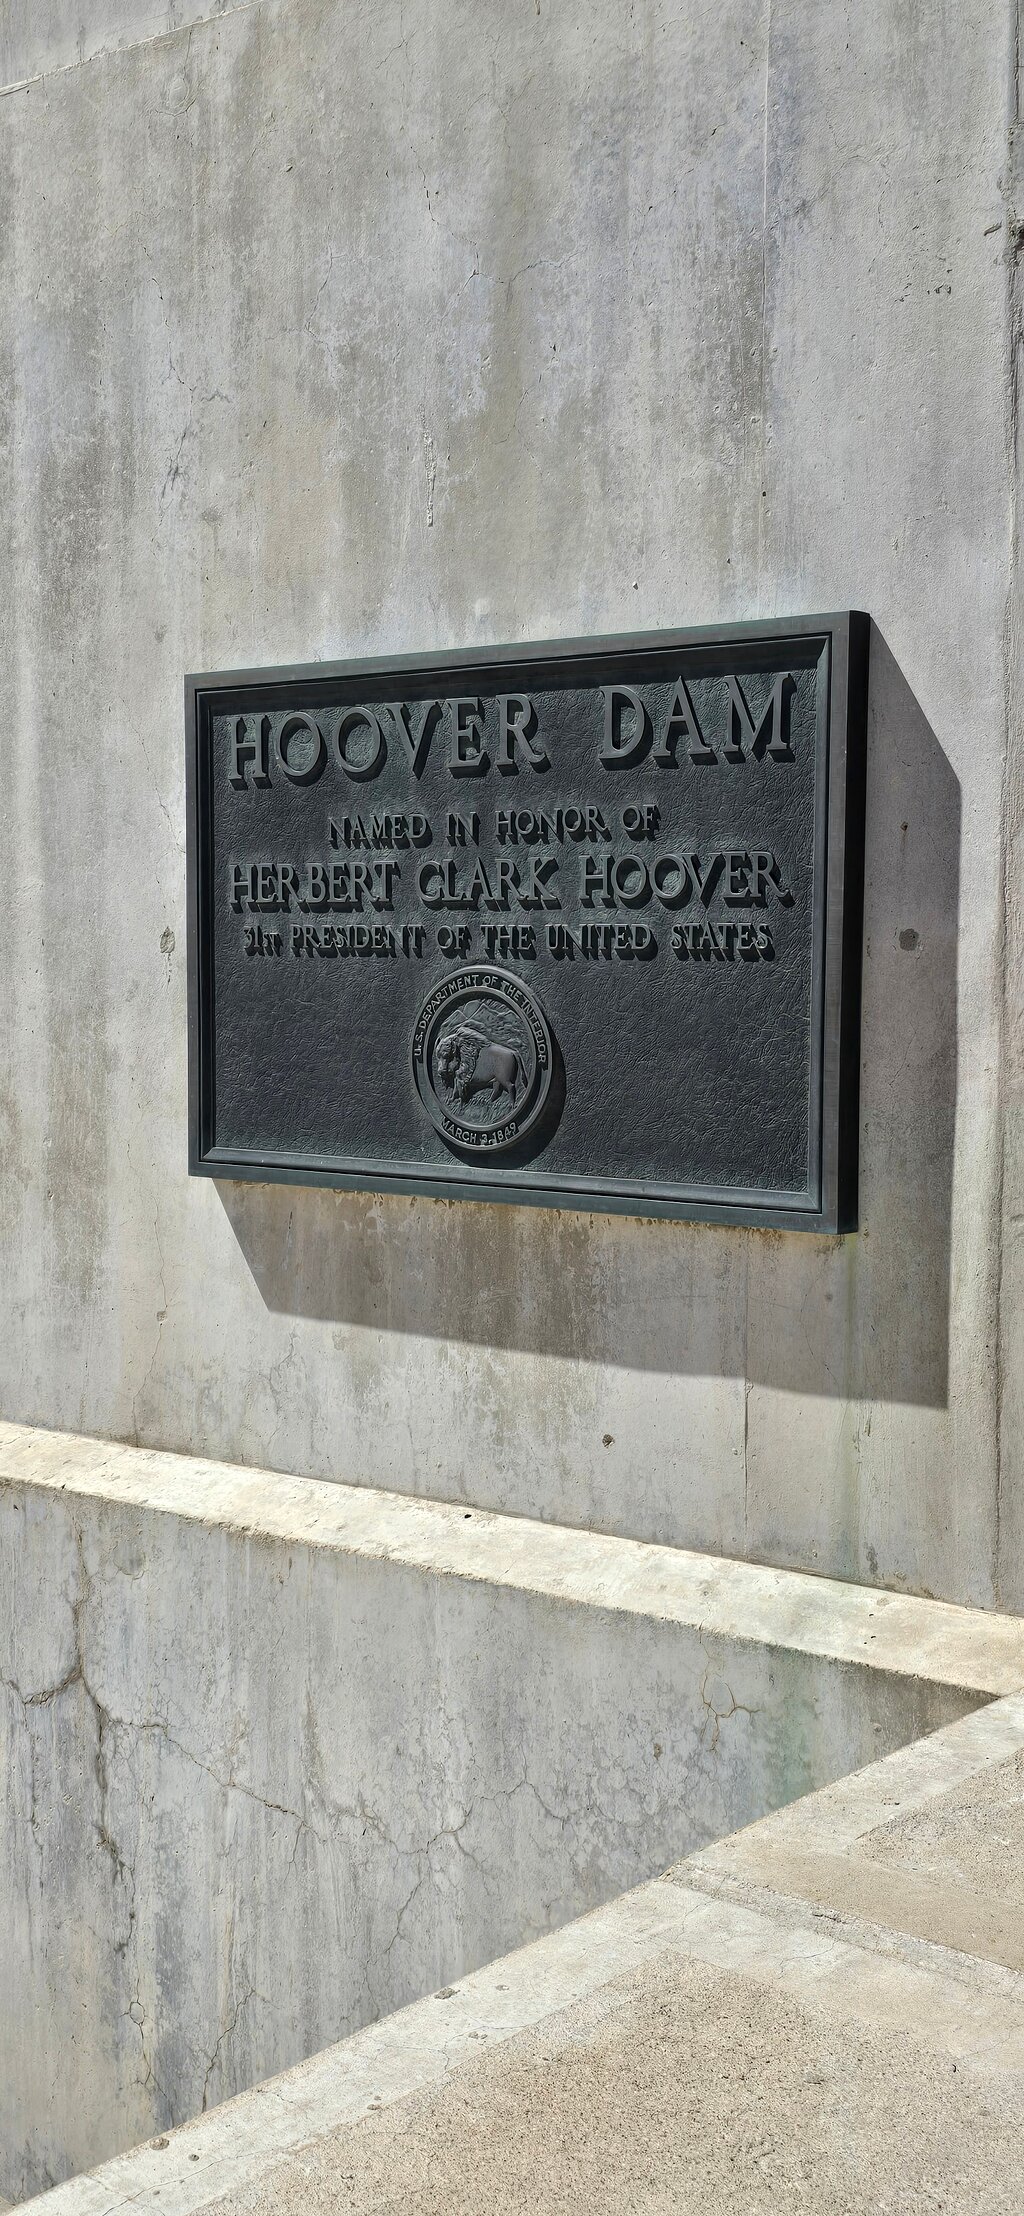 HOOVER DAM
NAMED IN HONOR OF
HERBERT CLARK HOOVER
31ST PRESIDENT OF THE UNITED STATES
U.S. DEPARTMENT OF THE INTERIOR
MARCH 3, 1849